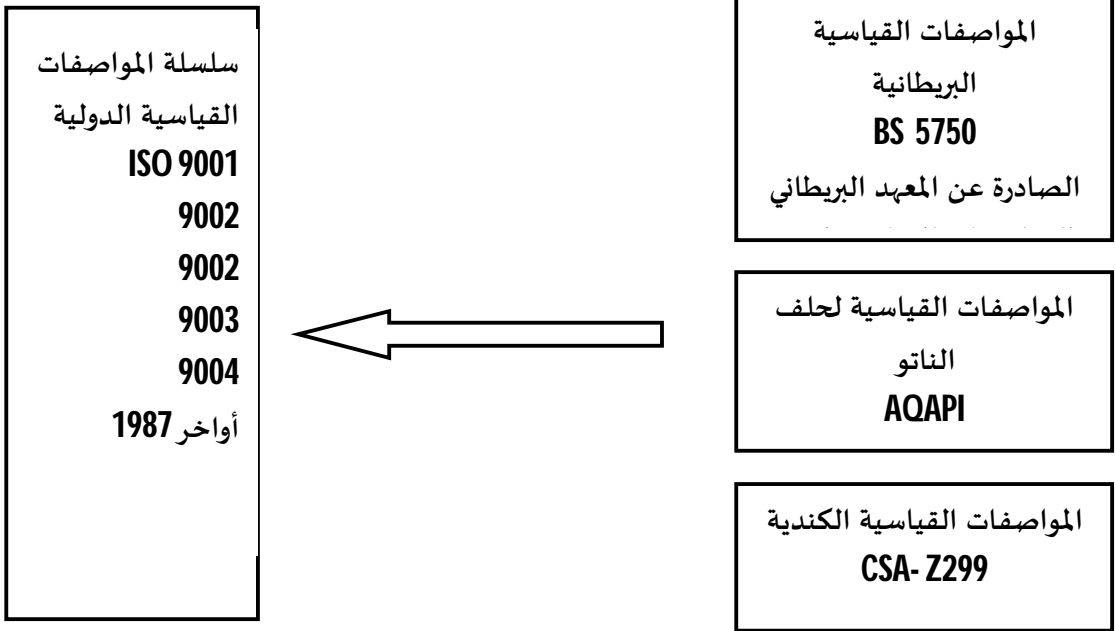 المواصفات القياسية
البريطانية
BS 5750
الصادرة عن المعهد البريطاني
المواصفات القياسية لحلف
الناتو
AQAPI
المواصفات القياسية الكندية
CSA- Z299
سلسلة المواصفات
القياسية الدولية
ISO 9001
9002
9002
9003
9004
أواخر 1987